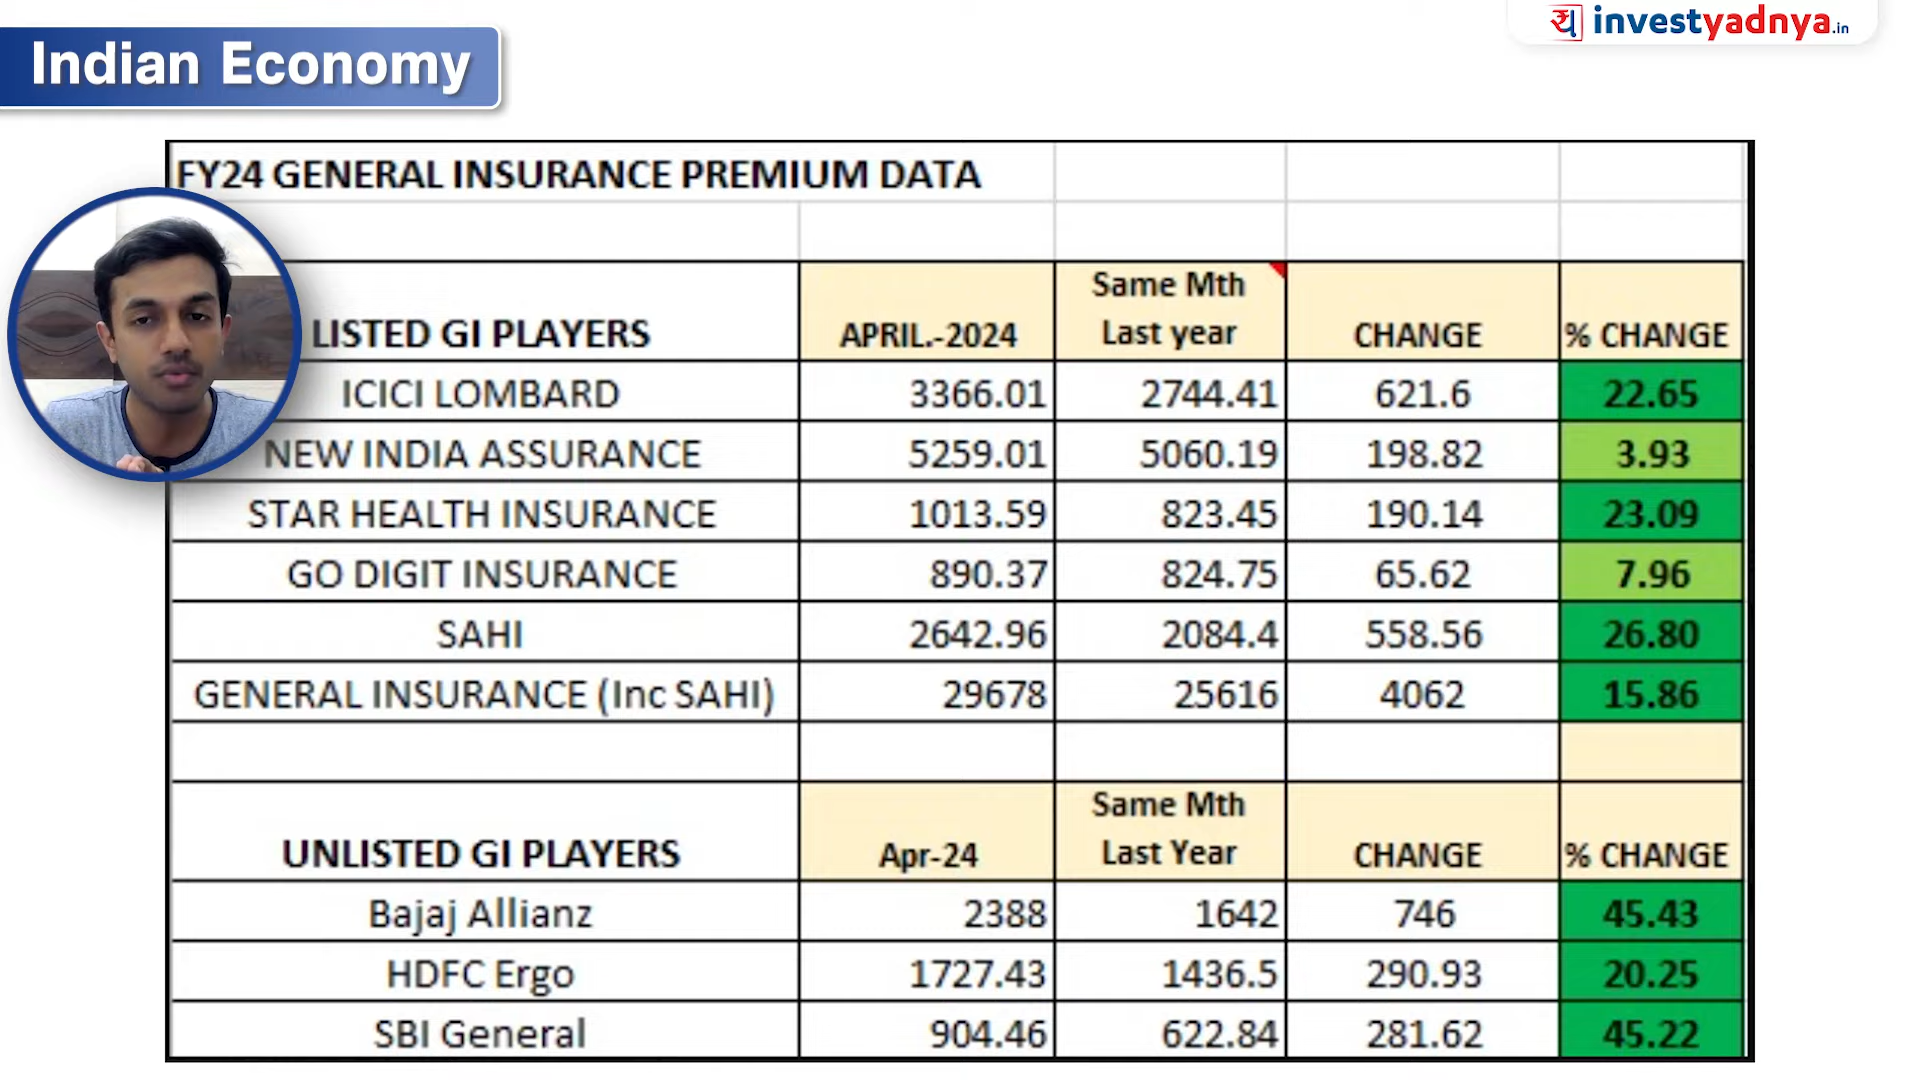 Indian Economy
investyadnya.in
FY24 GENERAL INSURANCE PREMIUM DATA
LISTED GI PLAYERS APRIL.-2024 Same Mth Last year CHANGE % CHANGE
ICICI LOMBARD 3366.01 2744.41 621.6 22.65
NEW INDIA ASSURANCE 5259.01 5060.19 198.82 3.93
STAR HEALTH INSURANCE 1013.59 823.45 190.14 23.09
GO DIGIT INSURANCE 890.37 824.75 65.62 7.96
SAHI 2642.96 2084.4 558.56 26.80
GENERAL INSURANCE (Inc SAHI) 29678 25616 4062 15.86
UNLISTED GI PLAYERS Apr-24 Same Mth Last Year CHANGE % CHANGE
Bajaj Allianz 2388 1642 746 45.43
HDFC Ergo 1727.43 1436.5 290.93 20.25
SBI General 904.46 622.84 281.62 45.22